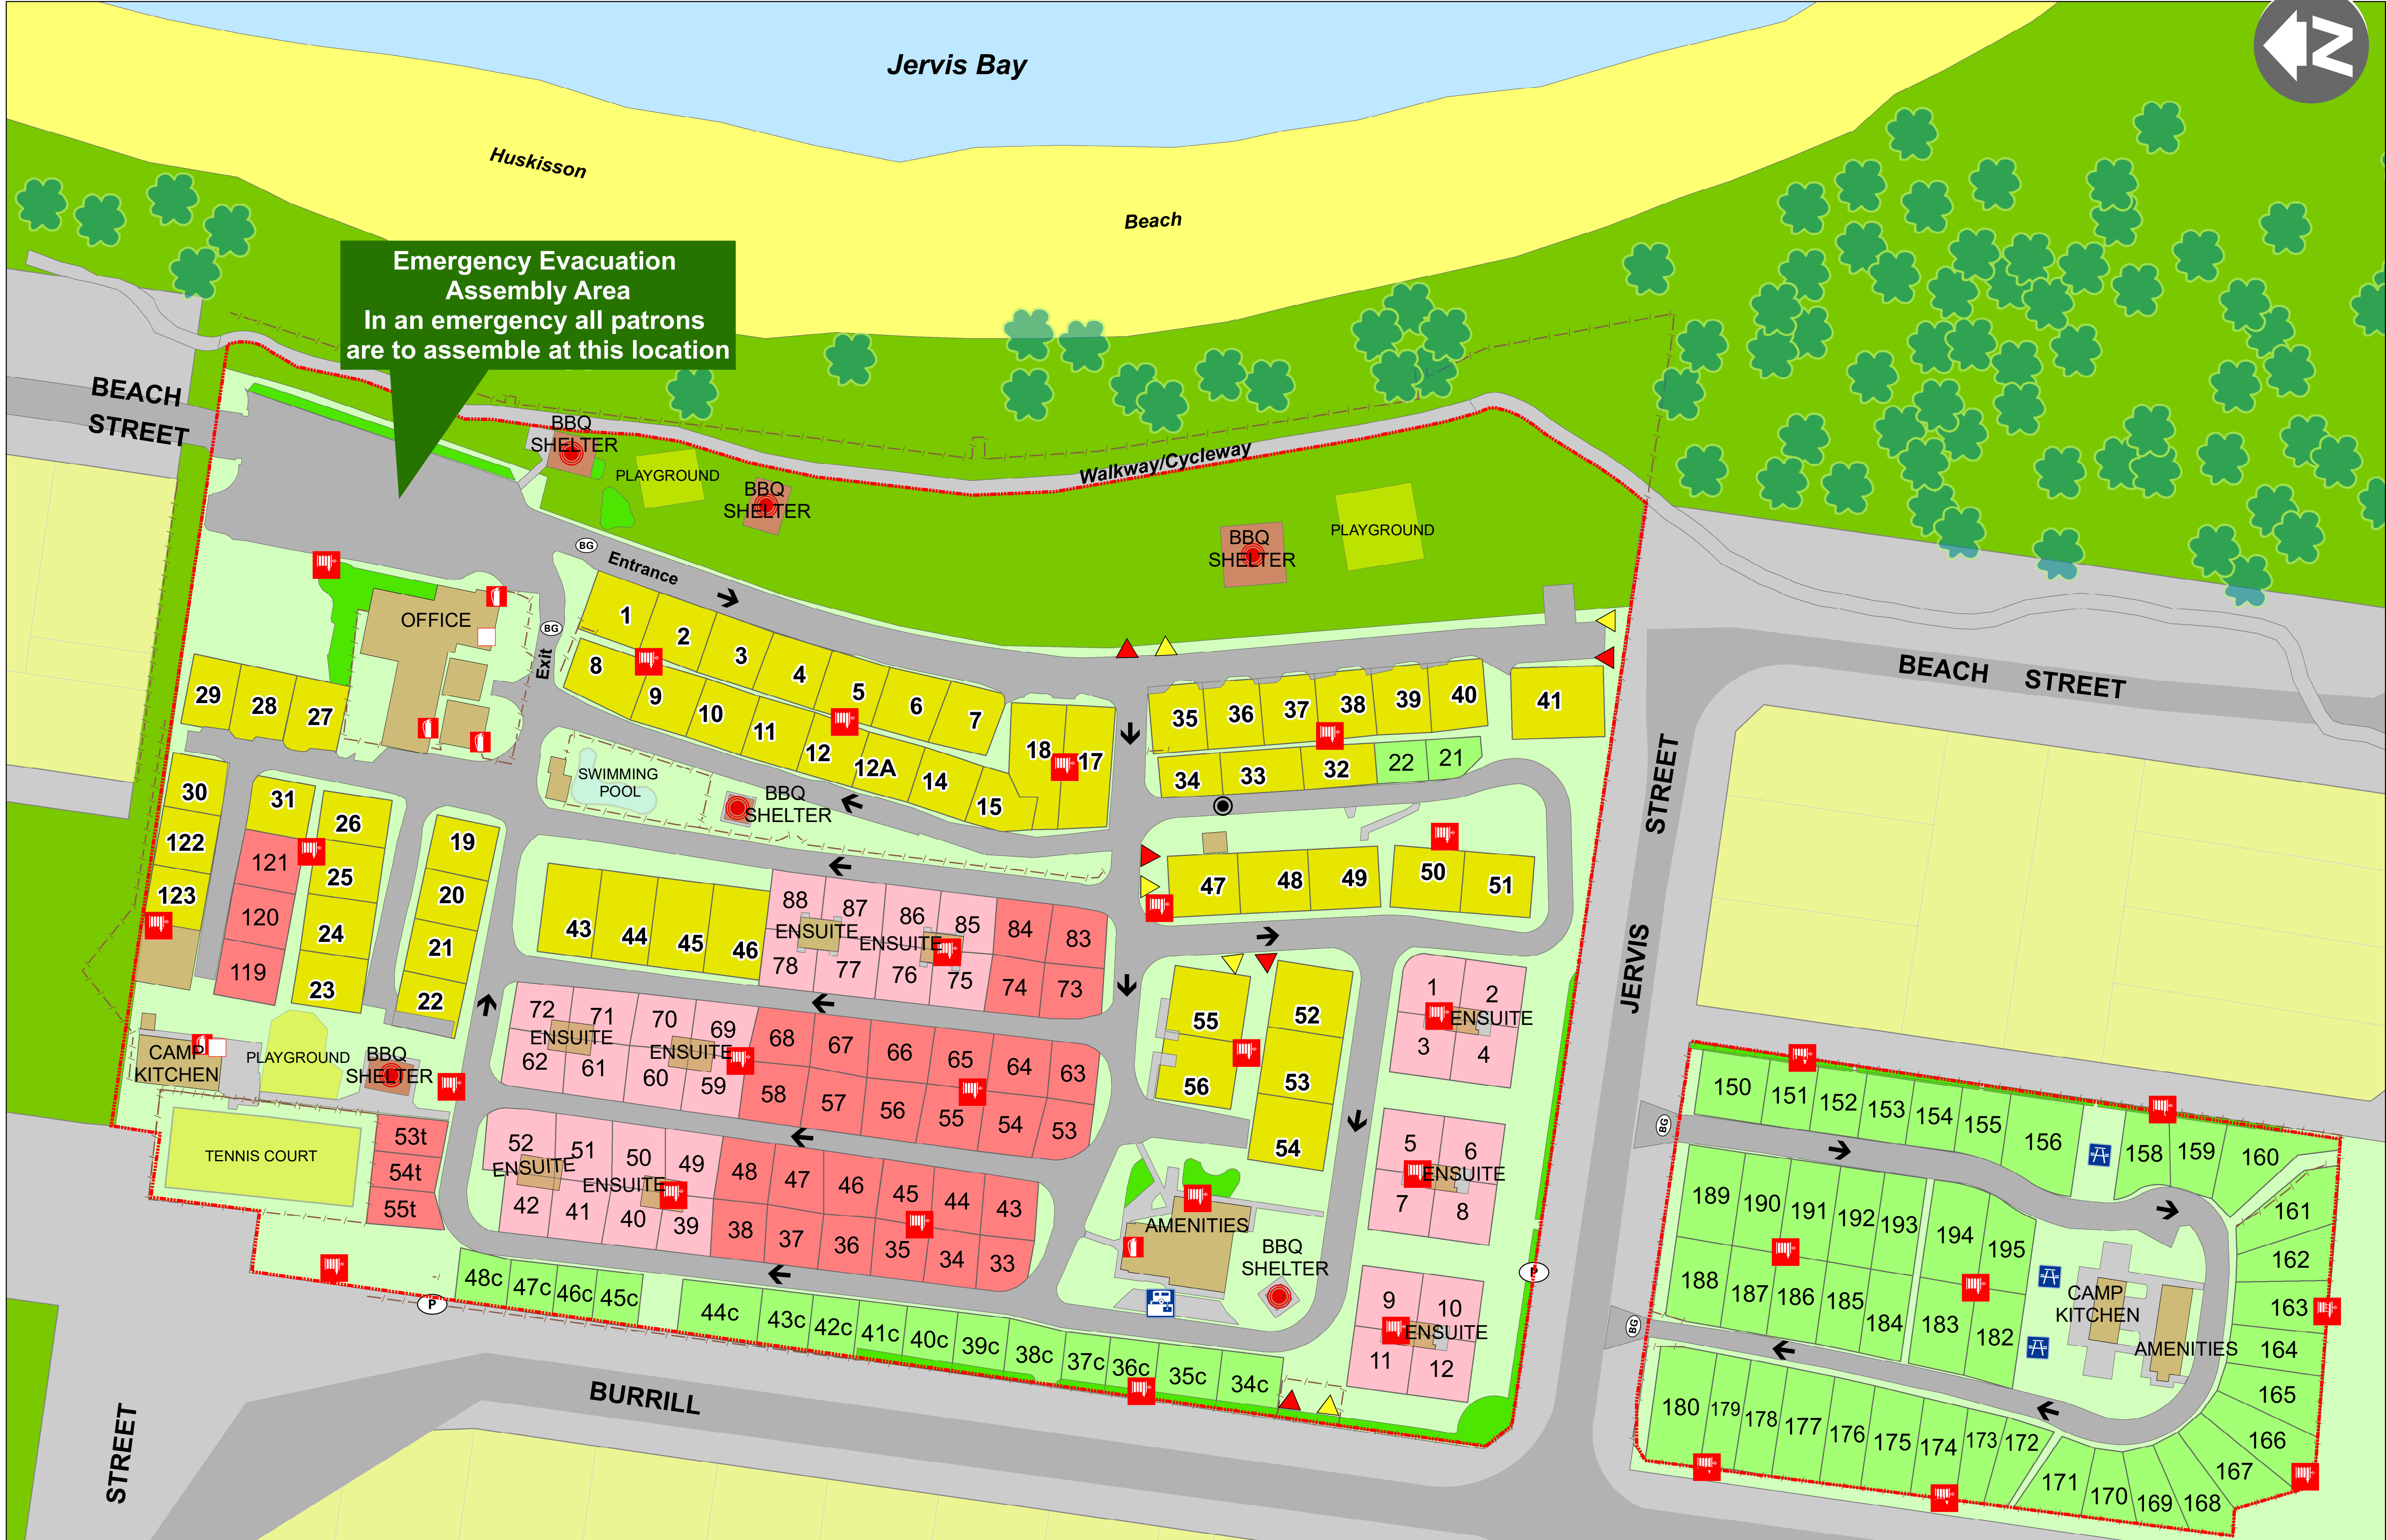 Jervis Bay
N
Huskisson
Beach
Emergency Evacuation
Assembly Area
In an emergency all patrons
are to assemble at this location
BEACH
STREET
BBQ
SHELTER
PLAYGROUND
BBQ
SHELTER
Walkway/Cycleway
BBQ
SHELTER
PLAYGROUND
BG
Entrance
OFFICE
BG
Exit
1
2
3
4
5
6
7
8
9
10
11
12
12A
14
15
18
17
35
36
37
38
39
40
41
34
33
32
22
21
BEACH STREET
29
28
27
SWIMMING
POOL
BBQ
SHELTER
30
122
123
31
121
120
119
26
25
24
23
19
20
21
22
43
44
45
46
88
87
86
85
84
83
ENSUITE
ENSUITE
78
77
76
75
74
73
47
48
49
50
51
JERVIS STREET
72
71
70
69
68
67
66
65
64
63
ENSUITE
ENSUITE
62
61
60
59
58
57
56
55
54
53
55
56
52
53
54
1
2
ENSUITE
3
4
5
6
ENSUITE
7
8
9
10
ENSUITE
11
12
CAMP
KITCHEN
PLAYGROUND
BBQ
SHELTER
TENNIS COURT
53t
54t
55t
52
51
50
49
48
47
46
45
44
43
ENSUITE
ENSUITE
42
41
40
39
38
37
36
35
34
33
AMENITIES
BBQ
SHELTER
P
P
48c
47c
46c
45c
44c
43c
42c
41c
40c
39c
38c
37c
36c
35c
34c
BURRILL
STREET
BG
BG
150
151
152
153
154
155
156
158
159
160
161
162
163
164
165
166
167
168
169
170
171
189
190
191
192
193
194
195
188
187
186
185
184
183
182
CAMP
KITCHEN
AMENITIES
180
179
178
177
176
175
174
173
172